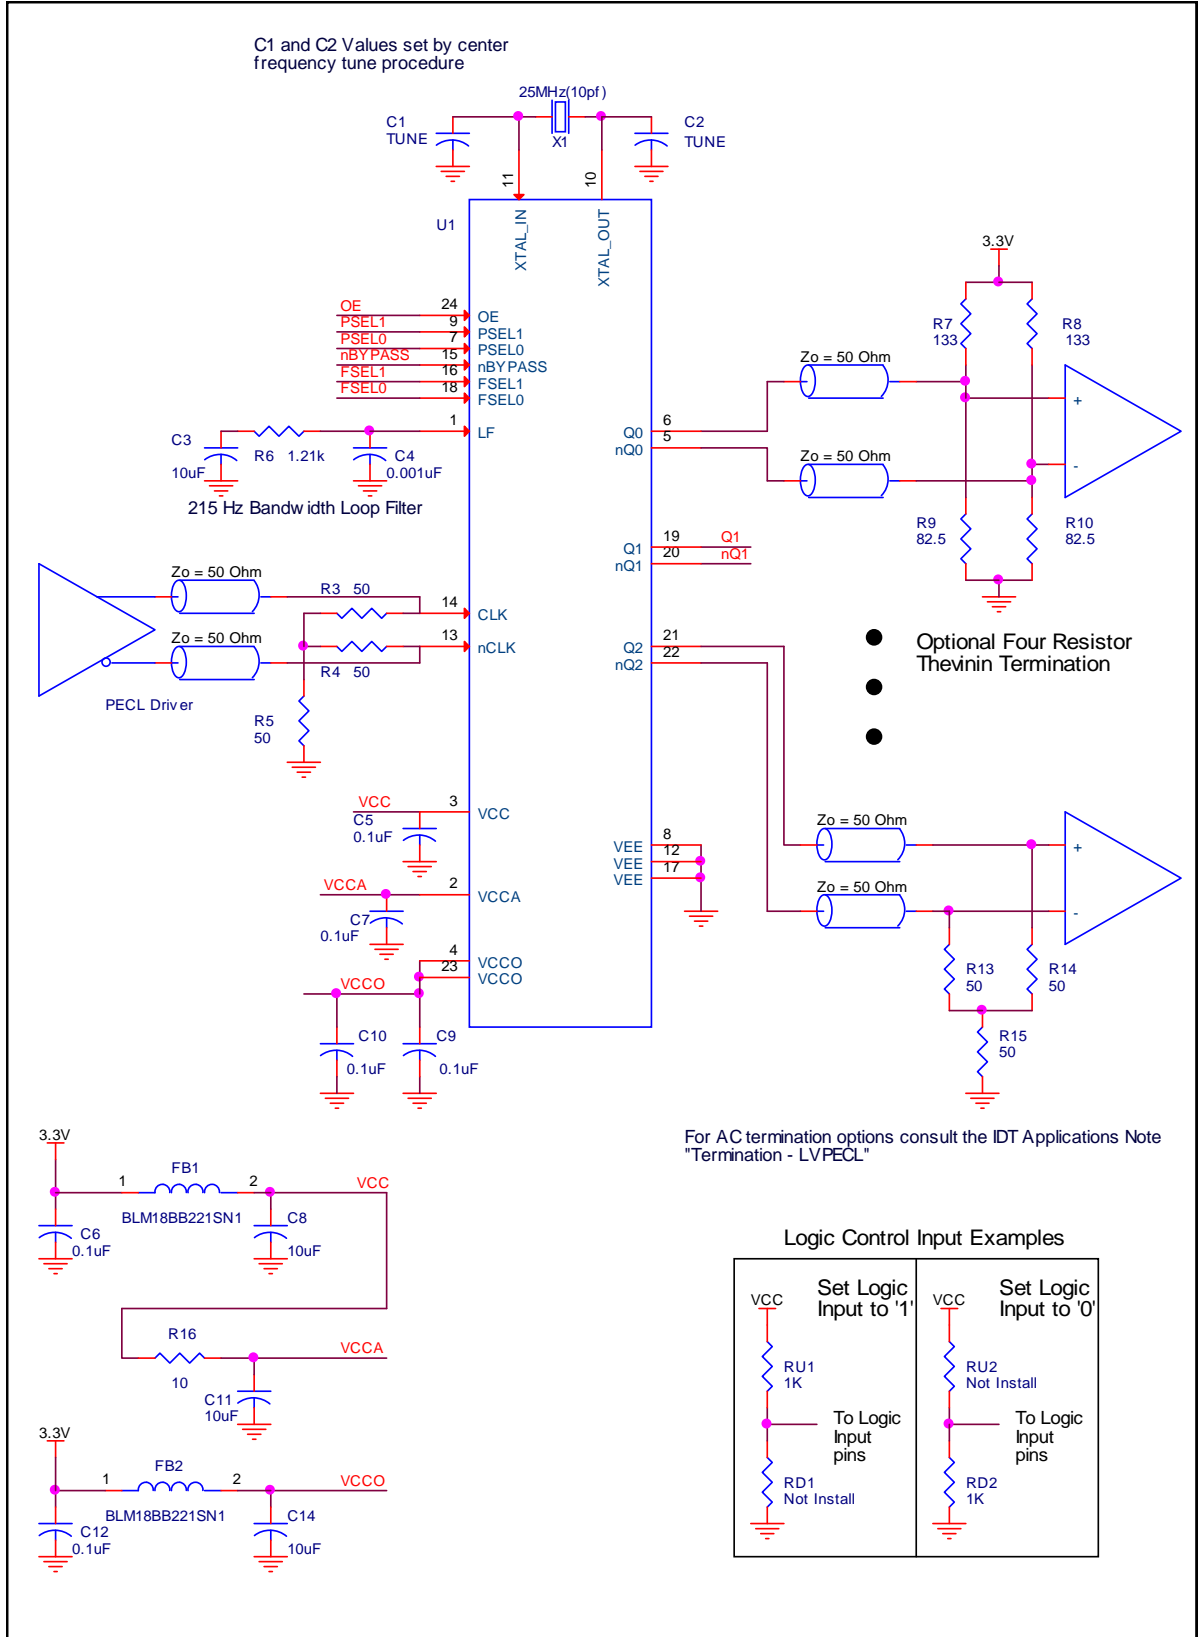 C1 and C2 Values set by center
frequency tune procedure
25MHz(10pf)
C1
TUNE
X1
C2
TUNE
11
10
U1
XTAL_IN
XTAL_OUT
OE
24
OE
PSEL1
9
PSEL1
PSEL0
7
PSEL0
nBYPASS
15
nBYPASS
FSEL1
16
FSEL1
FSEL0
18
FSEL0
1
LF
C3
10uF
R6
1.21k
C4
0.001uF
215 Hz Bandwidth Loop Filter
3.3V
R7
133
R8
133
Zo = 50 Ohm
6
Q0
5
nQ0
Zo = 50 Ohm
+
-
R9
82.5
R10
82.5
19
Q1
Q1
20
nQ1
nQ1
Zo = 50 Ohm
R3 50
14
CLK
Zo = 50 Ohm
13
nCLK
R4 50
PECL Driver
R5
50
21
Q2
22
nQ2
Optional Four Resistor
Thevinin Termination
VCC
3
VCC
C5
0.1uF
VCCA
2
VCCA
C7
0.1uF
4
VCCO
23
VCCO
VCCO
C10
0.1uF
C9
0.1uF
8
VEE
12
VEE
17
VEE
Zo = 50 Ohm
Zo = 50 Ohm
+
-
R13
50
R14
50
R15
50
For AC termination options consult the IDT Applications Note
"Termination - LVPECL"
3.3V
FB1
1
2
VCC
BLM18BB221SN1
C6
0.1uF
C8
10uF
R16
10
VCCA
C11
10uF
3.3V
FB2
1
2
VCCO
BLM18BB221SN1
C12
0.1uF
C14
10uF
Logic Control Input Examples
Set Logic
Input to '1'
VCC
RU1
1K
To Logic
Input
pins
RD1
Not Install
Set Logic
Input to '0'
VCC
RU2
Not Install
To Logic
Input
pins
RD2
1K